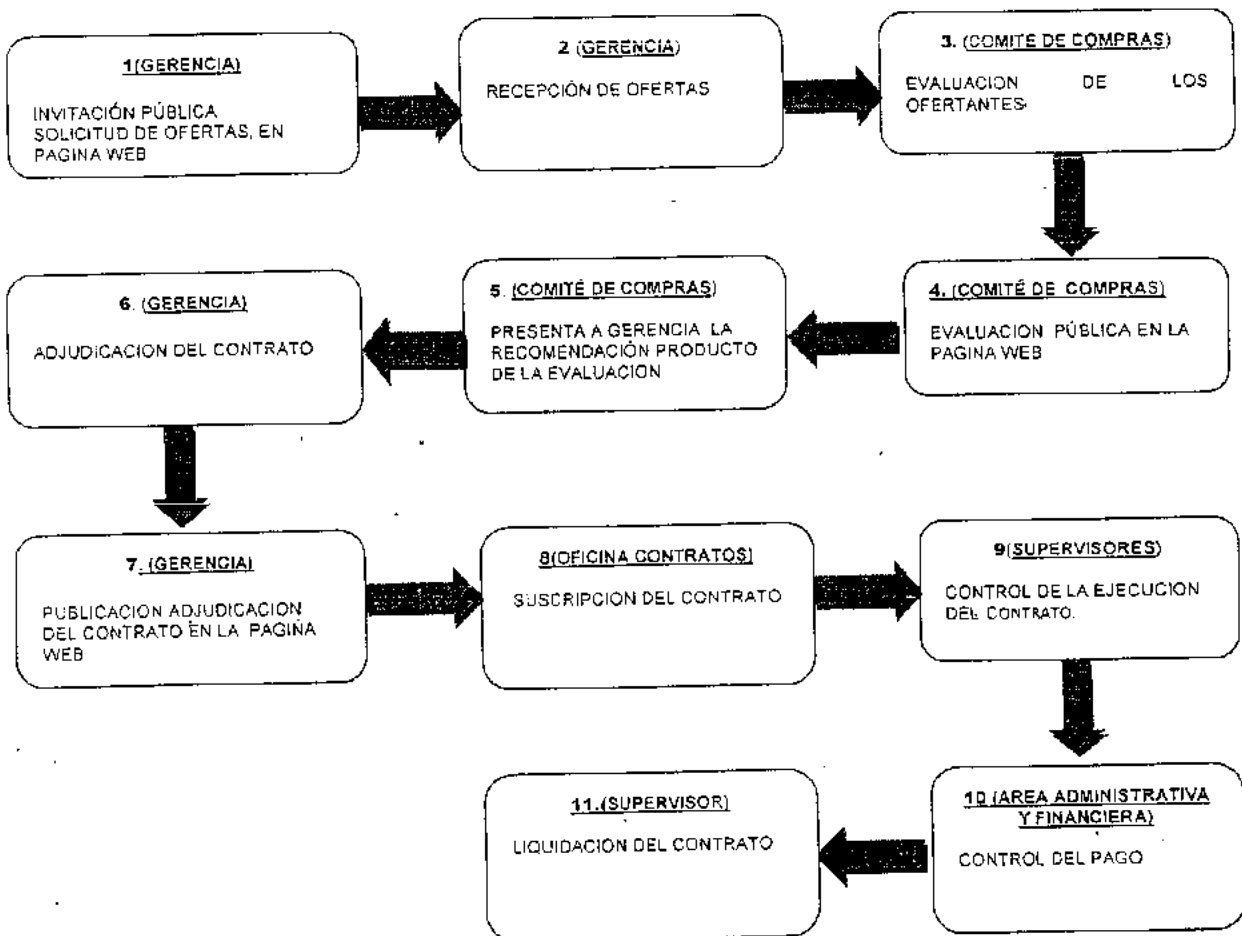 1(GERENCIA)
INVITACIÓN PÚBLICA
SOLICITUD DE OFERTAS, EN
PAGINA WEB
2 (GERENCIA)
RECEPCIÓN DE OFERTAS
3. (COMITÉ DE COMPRAS)
EVALUACION DE LOS
OFERTANTES
4. (COMITÉ DE COMPRAS)
EVALUACION PÚBLICA EN LA
PAGINA WEB
5. (COMITÉ DE COMPRAS)
PRESENTA A GERENCIA LA
RECOMENDACIÓN PRODUCTO
DE LA EVALUACION
6. (GERENCIA)
ADJUDICACION DEL CONTRATO
7. (GERENCIA)
PUBLICACION ADJUDICACION
DEL CONTRATO EN LA PAGINA
WEB
8(OFICINA CONTRATOS)
SUSCRIPCION DEL CONTRATO
9(SUPERVISORES)
CONTROL DE LA EJECUCION
DEL CONTRATO.
10.(AREA ADMINISTRATIVA
Y FINANCIERA)
CONTROL DEL PAGO
11.(SUPERVISOR)
LIQUIDACION DEL CONTRATO